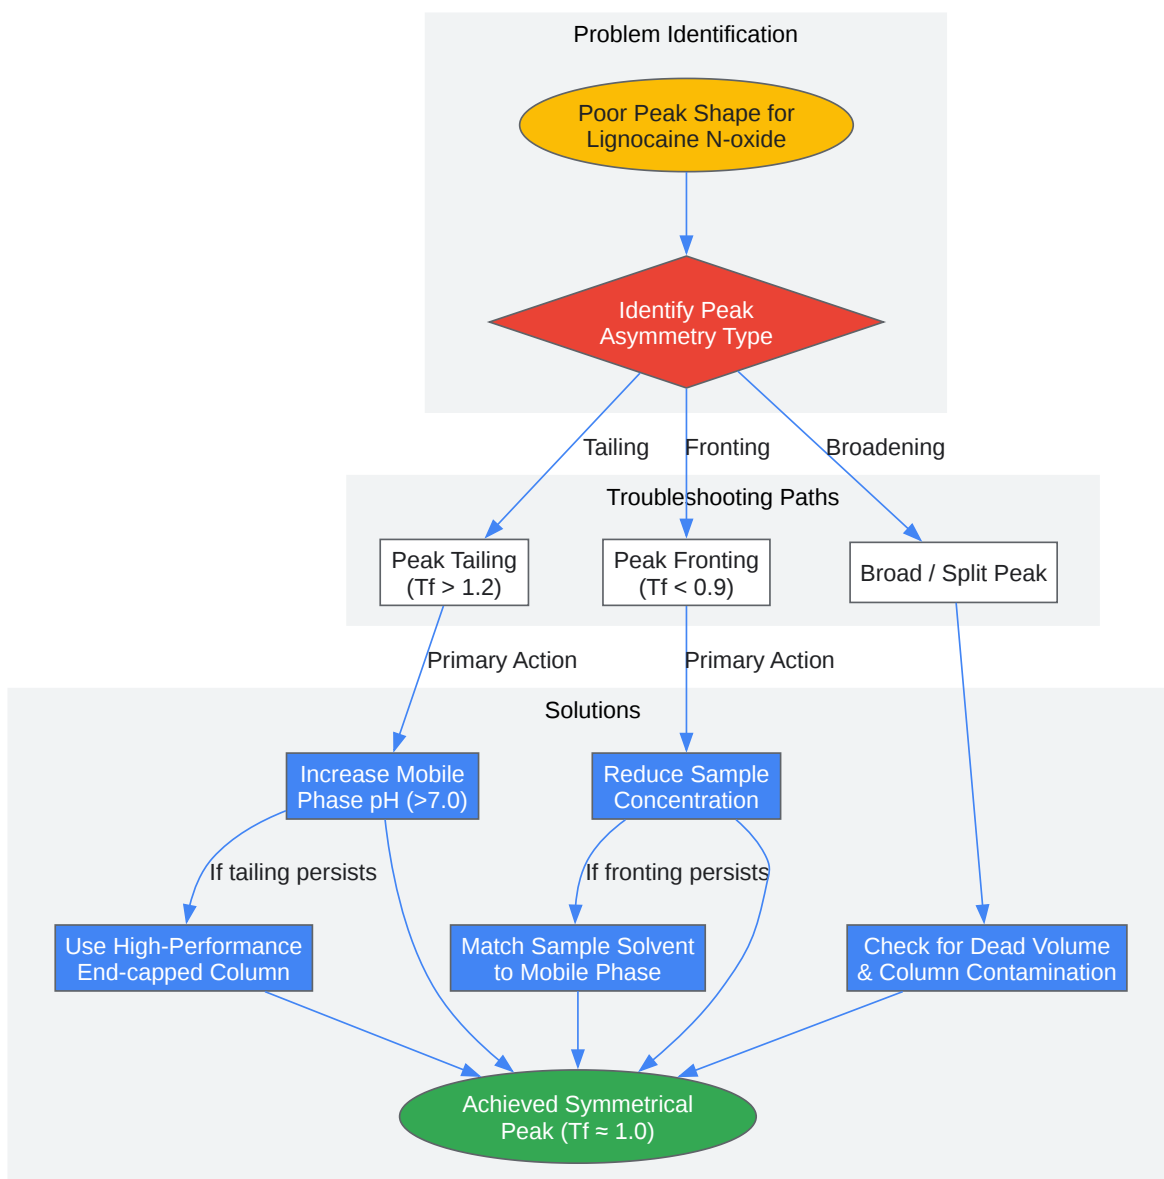 Problem Identification
Poor Peak Shape for
Lignocaine N-oxide
Identify Peak
Asymmetry Type
Tailing
Fronting
Broadening
Troubleshooting Paths
Peak Tailing
(Tf > 1.2)
Peak Fronting
(Tf < 0.9)
Broad / Split Peak
Primary Action
Primary Action
Solutions
Increase Mobile
Phase pH (>7.0)
Reduce Sample
Concentration
If tailing persists
If fronting persists
Use High-Performance
End-capped Column
Match Sample Solvent
to Mobile Phase
Check for Dead Volume
& Column Contamination
Achieved Symmetrical
Peak (Tf ≈ 1.0)